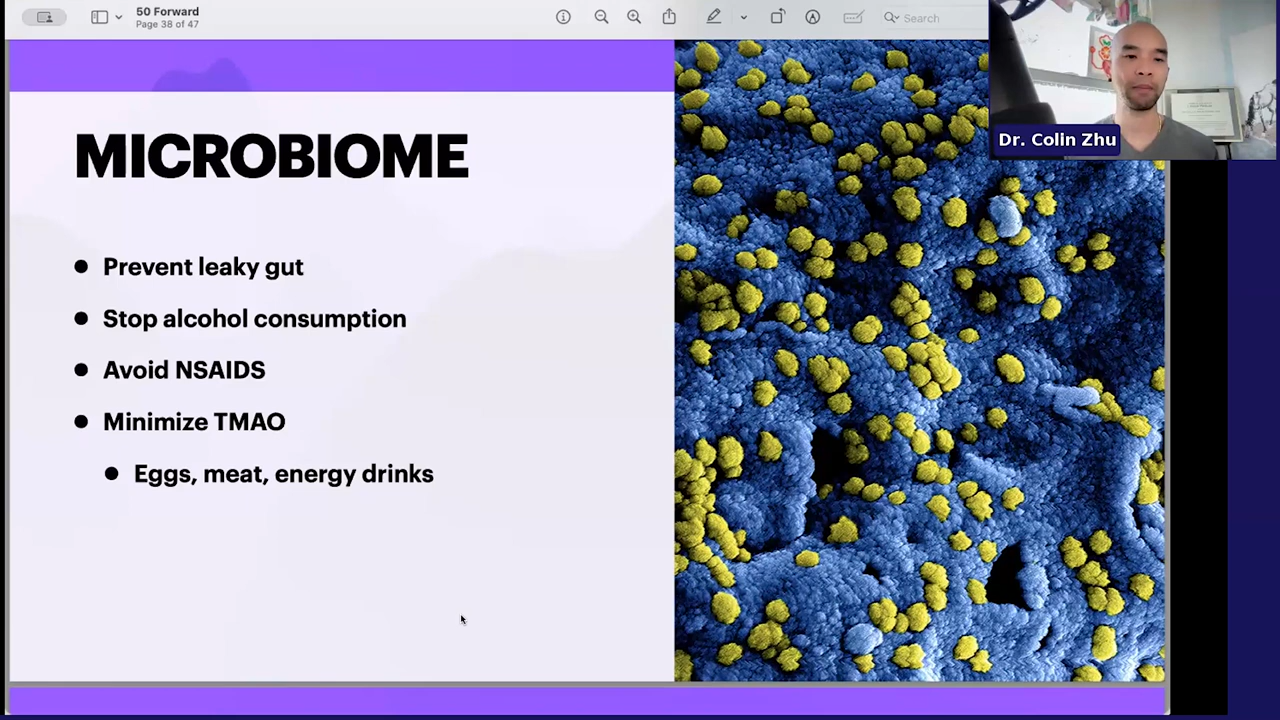 50 Forward
Page 38 of 47
Search
Dr. Colin Zhu
MICROBIOME
Prevent leaky gut
Stop alcohol consumption
Avoid NSAIDS
Minimize TMAO
Eggs, meat, energy drinks